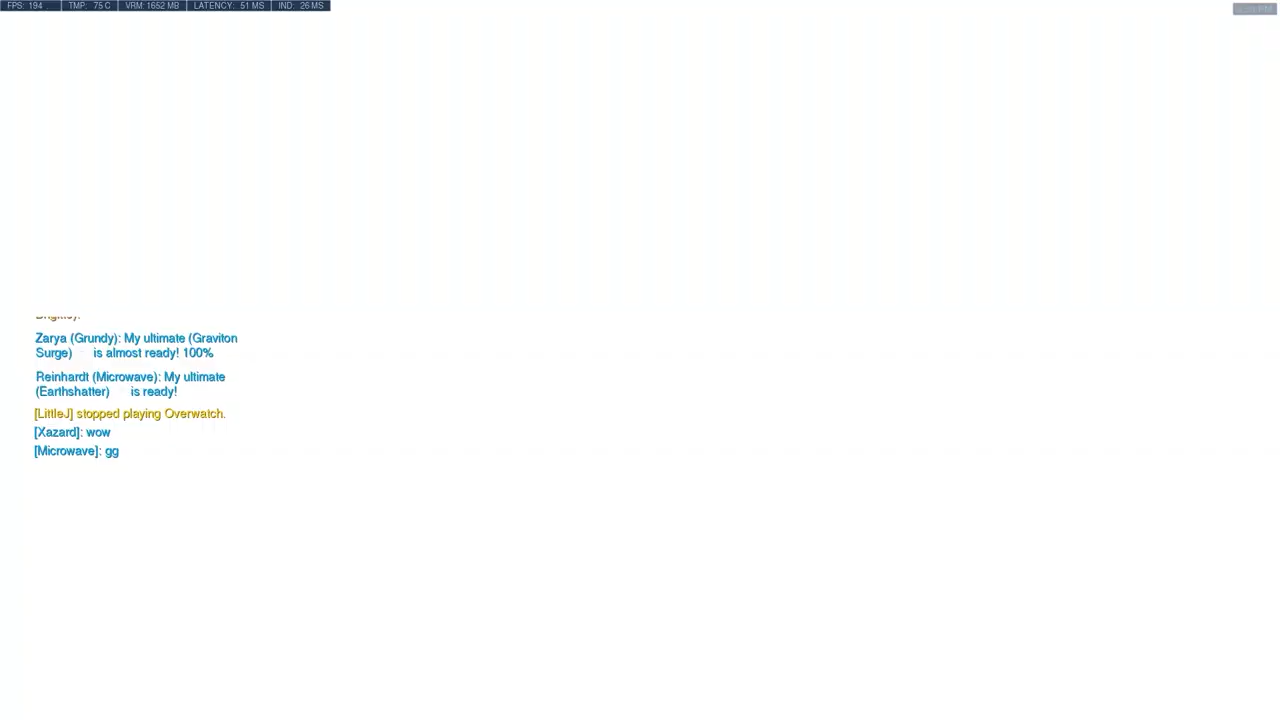 FPS: 194 TMP: 75 C VRM: 1652 MB LATENCY: 51 MS IND: 26 MS
Zarya (Grundy): My ultimate (Graviton
Surge) is almost ready! 100%
Reinhardt (Microwave): My ultimate
(Earthshatter) is ready!
[LittleJ] stopped playing Overwatch.
[Xazard]: wow
[Microwave]: gg